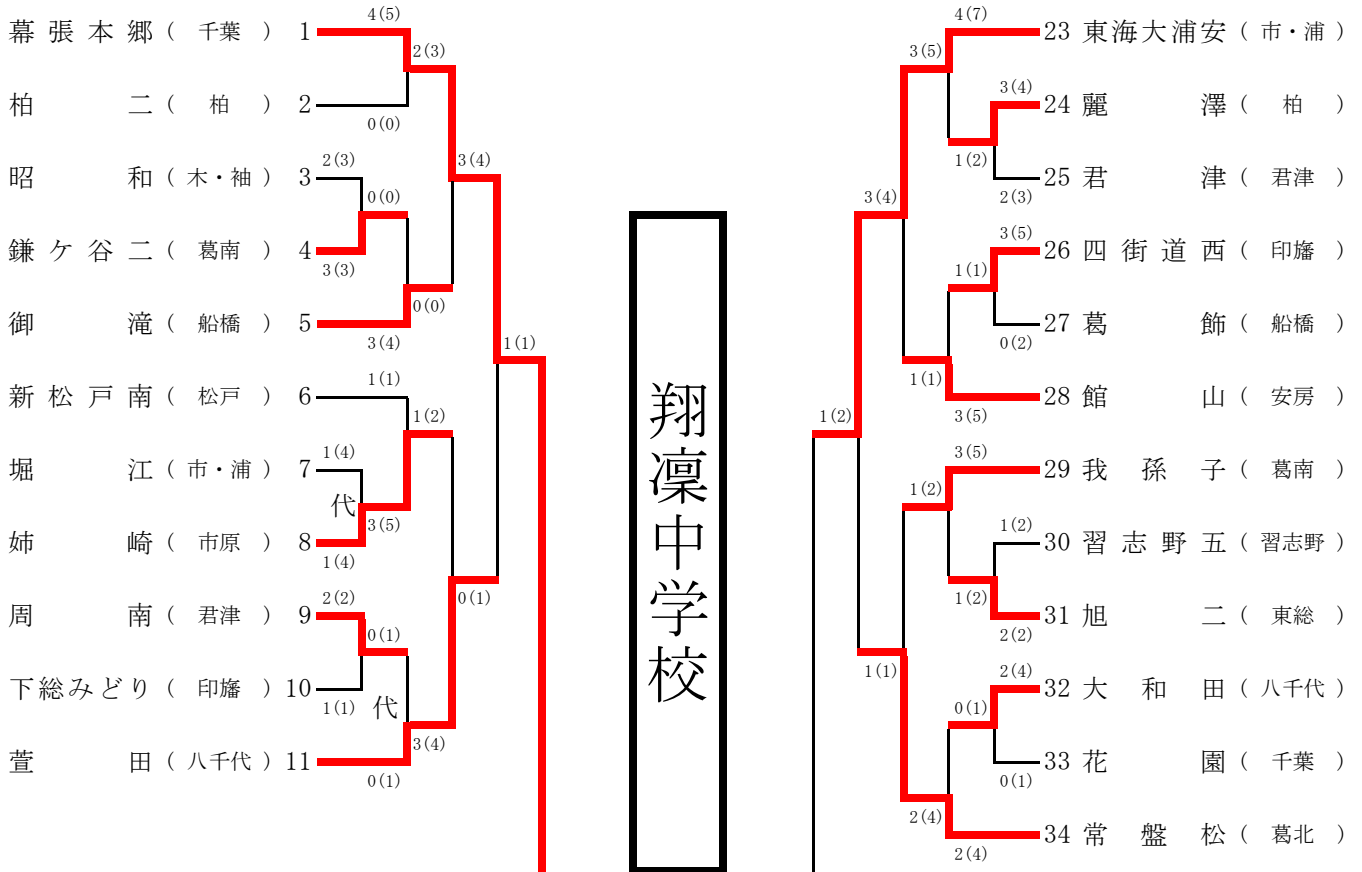 4(5)
幕張本郷 ( 千葉 ) 1
2(3)
柏二 ( 柏 ) 2
0(0)
3(4)
2(3)
昭和 ( 木・袖 ) 3
0(0)
鎌ケ谷二 ( 葛南 ) 4
3(3)
0(0)
御滝 ( 船橋 ) 5
3(4)
1(1)
1(1)
新松戸南 ( 松戸 ) 6
1(2)
1(4)
堀江 ( 市・浦 ) 7
代
3(5)
姉崎 ( 市原 ) 8
1(4)
0(1)
2(2)
周南 ( 君津 ) 9
0(1)
下総みどり ( 印旛 ) 10
1(1)
代
3(4)
萱田 ( 八千代 ) 11
0(1)
翔凜中学校
4(7)
23 東海大浦安 ( 市・浦 )
3(5)
3(4)
24 麗澤 ( 柏 )
1(2)
25 君津 ( 君津 )
2(3)
3(4)
3(5)
26 四街道西 ( 印旛 )
1(1)
27 葛飾 ( 船橋 )
0(2)
1(1)
28 館山 ( 安房 )
3(5)
1(2)
3(5)
29 我孫子 ( 葛南 )
1(2)
1(2)
30 習志野五 ( 習志野 )
1(2)
31 旭二 ( 東総 )
2(2)
1(1)
2(4)
32 大和田 ( 八千代 )
0(1)
33 花園 ( 千葉 )
0(1)
2(4)
34 常盤松 ( 葛北 )
2(4)